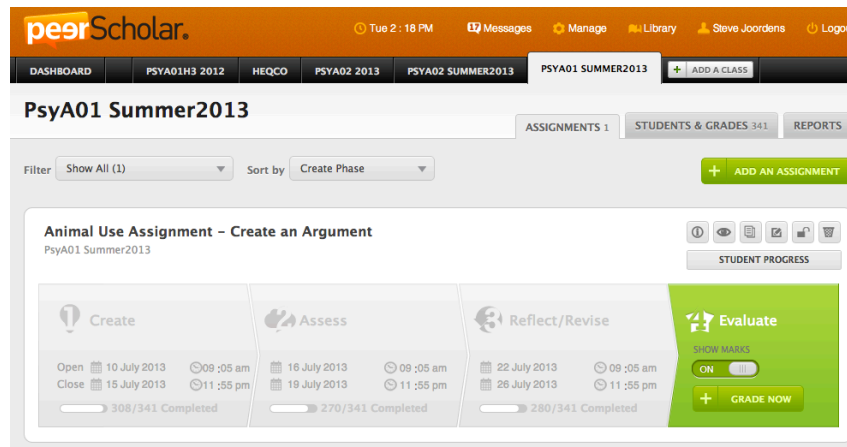 peerScholar. Tue 2 : 18 PM Messages Manage Library Steve Joordens Logou
DASHBOARD PSYA01H3 2012 HEQCO PSYA02 2013 PSYA02 SUMMER2013 PSYA01 SUMMER2013 + ADD A CLASS
PsyA01 Summer2013
ASSIGNMENTS 1 STUDENTS & GRADES 341 REPORTS
Filter Show All (1) Sort by Create Phase + ADD AN ASSIGNMENT
Animal Use Assignment – Create an Argument
PsyA01 Summer2013
STUDENT PROGRESS
1 Create 2 Assess 3 Reflect/Revise 4 Evaluate
SHOW MARKS
Open 10 July 2013 09 :05 am 16 July 2013 09 :05 am 22 July 2013 09 :05 am ON
Close 15 July 2013 11 :55 pm 19 July 2013 11 :55 pm 26 July 2013 11 :55 pm
+ GRADE NOW
308/341 Completed 270/341 Completed 280/341 Completed